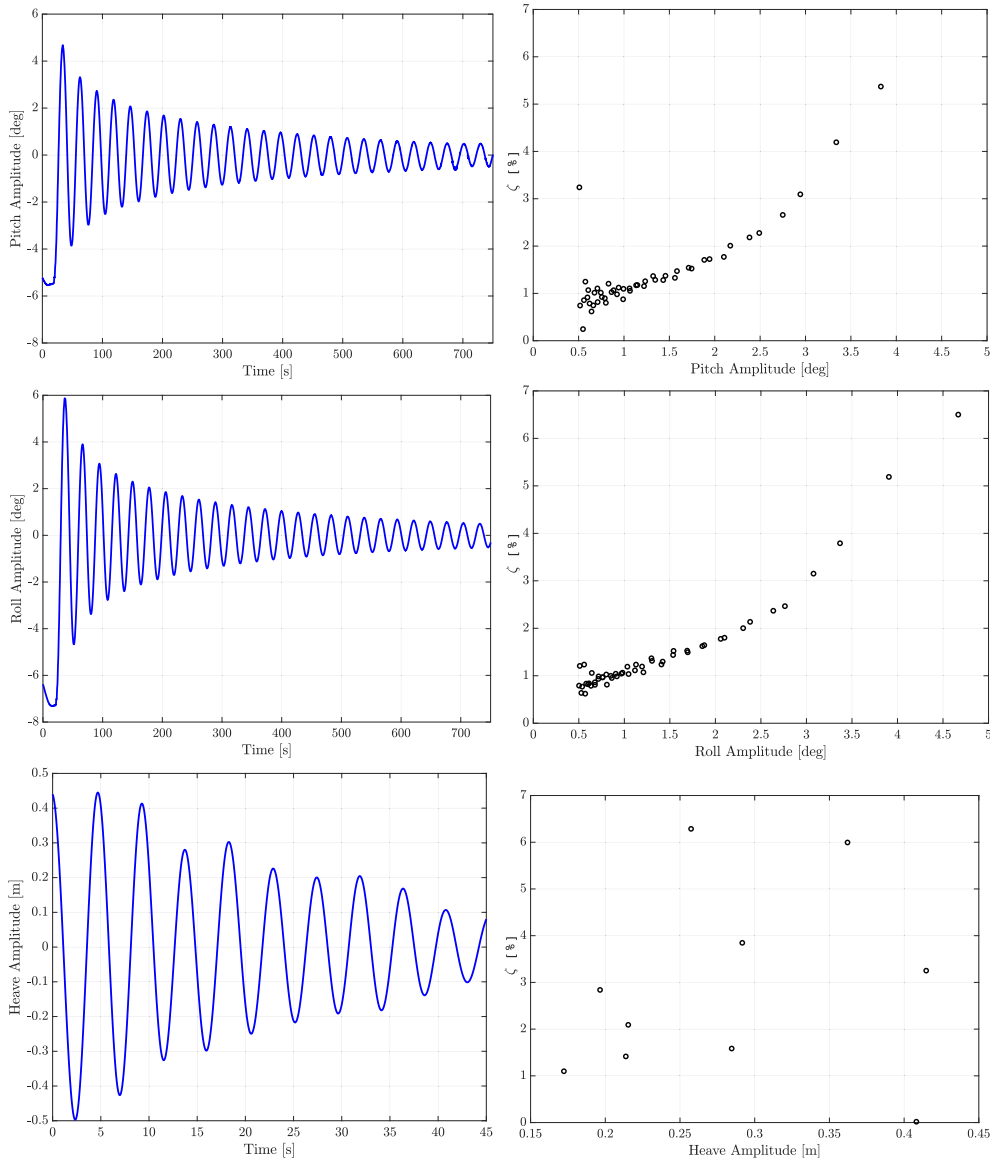 6
4
2
0
-2
-4
-6
-8
Pitch Amplitude [deg]
0 100 200 300 400 500 600 700
Time [s]
7
6
5
4
3
2
1
0
ζ [%]
0 0.5 1 1.5 2 2.5 3 3.5 4 4.5 5
Pitch Amplitude [deg]
6
4
2
0
-2
-4
-6
-8
Roll Amplitude [deg]
0 100 200 300 400 500 600 700
Time [s]
7
6
5
4
3
2
1
0
ζ [%]
0 0.5 1 1.5 2 2.5 3 3.5 4 4.5 5
Roll Amplitude [deg]
0.5
0.4
0.3
0.2
0.1
0
-0.1
-0.2
-0.3
-0.4
-0.5
Heave Amplitude [m]
0 5 10 15 20 25 30 35 40 45
Time [s]
7
6
5
4
3
2
1
0
ζ [%]
0.15 0.2 0.25 0.3 0.35 0.4 0.45
Heave Amplitude [m]